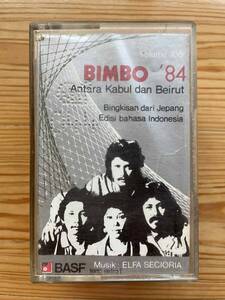 BIMBO '84
Antara Kabul dan Beirut
Bingkisan dari Jepang
Edisi bahasa Indonesia
BASF
Musik : ELFA SECIORIA